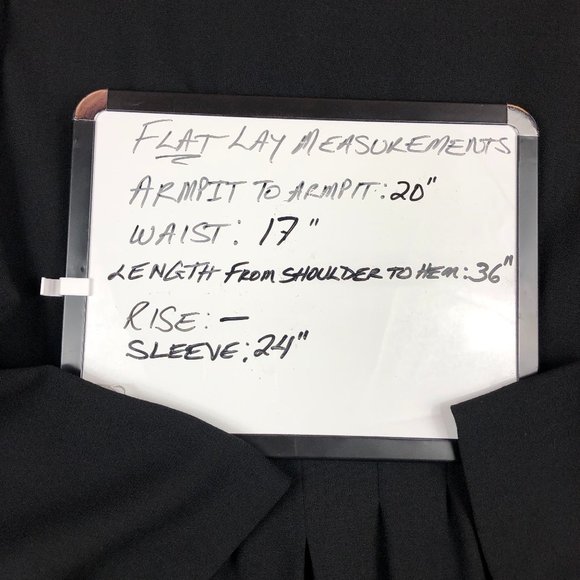 FLAT LAY MEASUREMENTS
ARMPIT TO ARMPIT: 20"
WAIST: 17"
LENGTH FROM SHOULDER TO HEM: 36"
RISE: —
SLEEVE: 24"